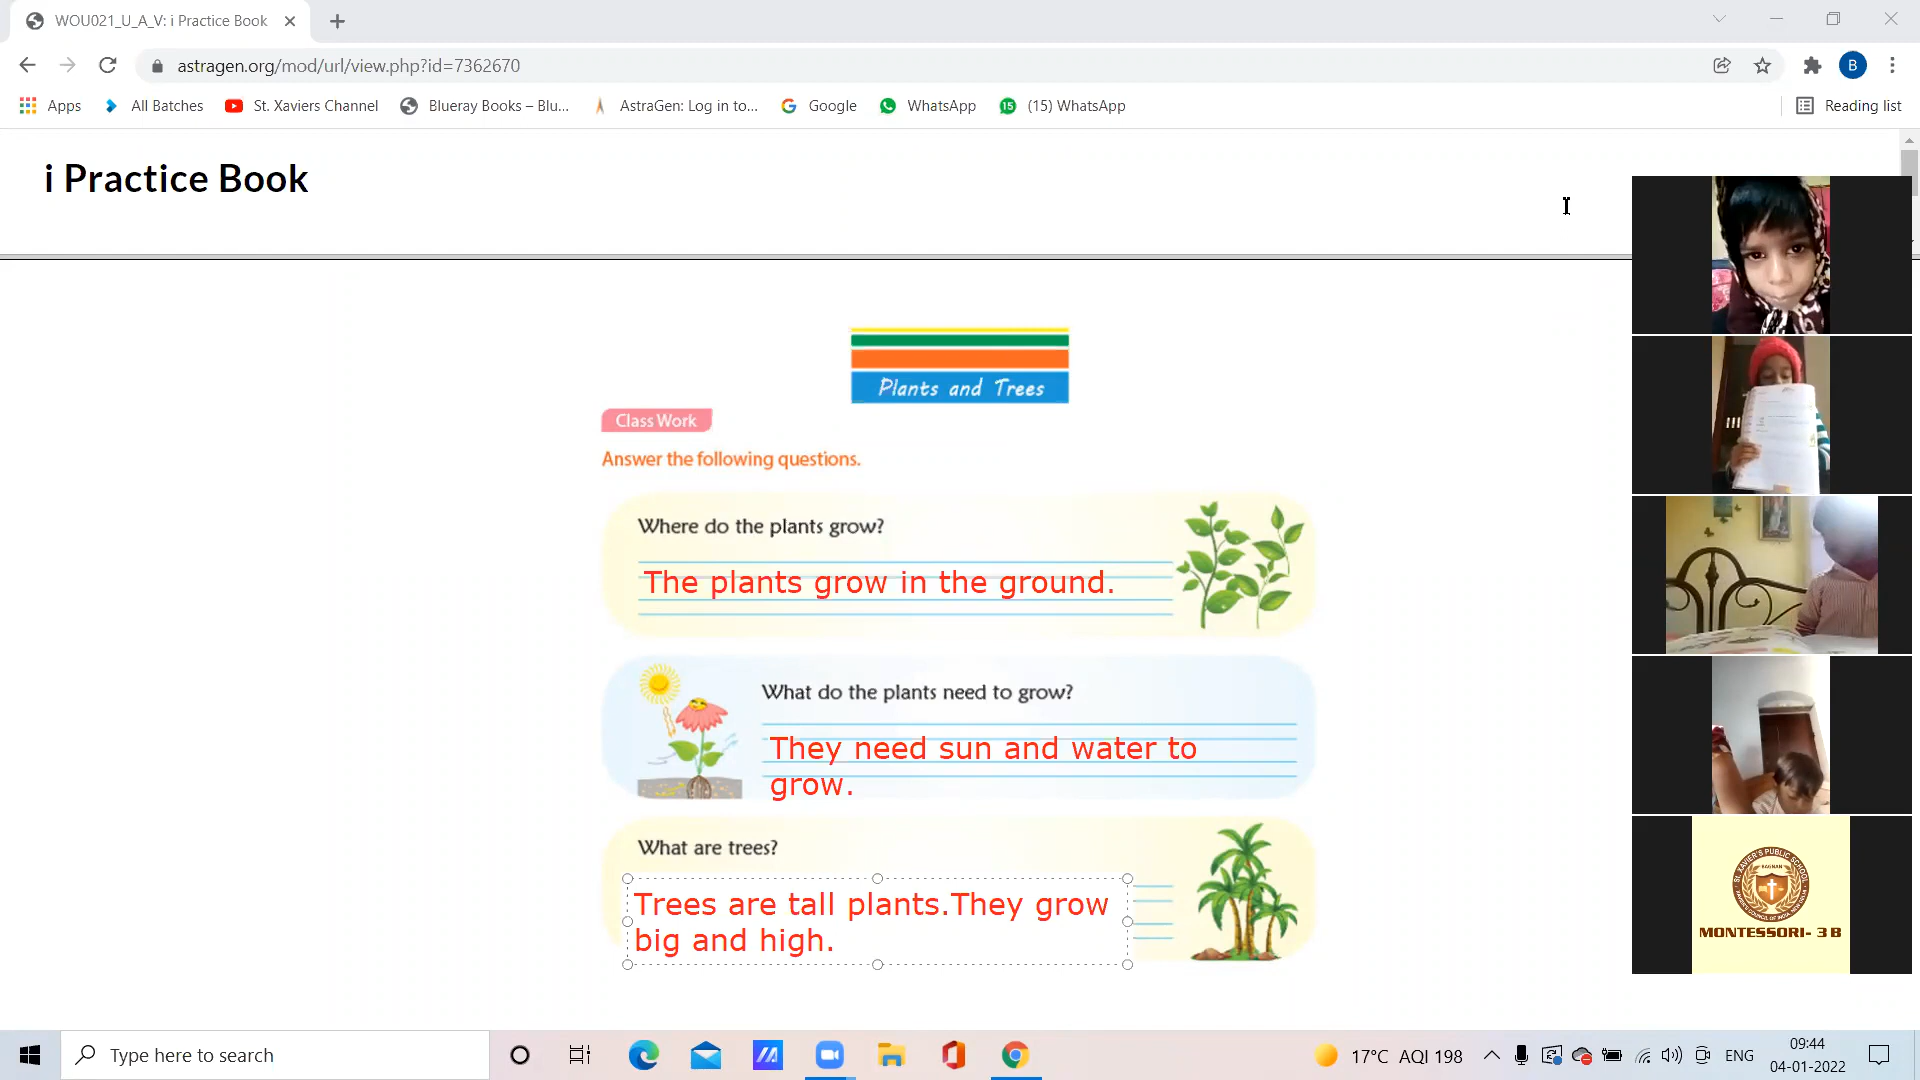 WOU021_U_A_V: i Practice Book
astragen.org/mod/url/view.php?id=7362670
B
Apps
All Batches
St. Xaviers Channel
Blueray Books – Blu...
AstraGen: Log in to...
Google
WhatsApp
15
(15) WhatsApp
Reading list
i Practice Book
Plants and Trees
Class Work
Answer the following questions.
Where do the plants grow?
The plants grow in the ground.
What do the plants need to grow?
They need sun and water to
grow.
What are trees?
Trees are tall plants.They grow
big and high.
MONTESSORI- 3 B
Type here to search
17°C AQI 198
ENG
09:44
04-01-2022